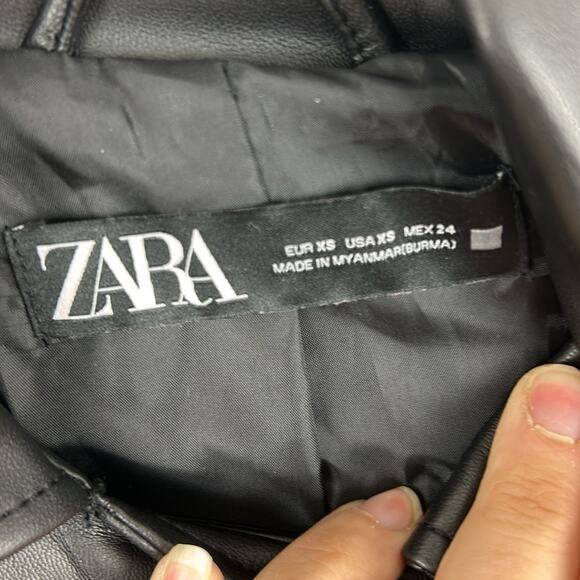 ZARA
EUR XS USA XS MEX 24
MADE IN MYANMAR(BURMA)